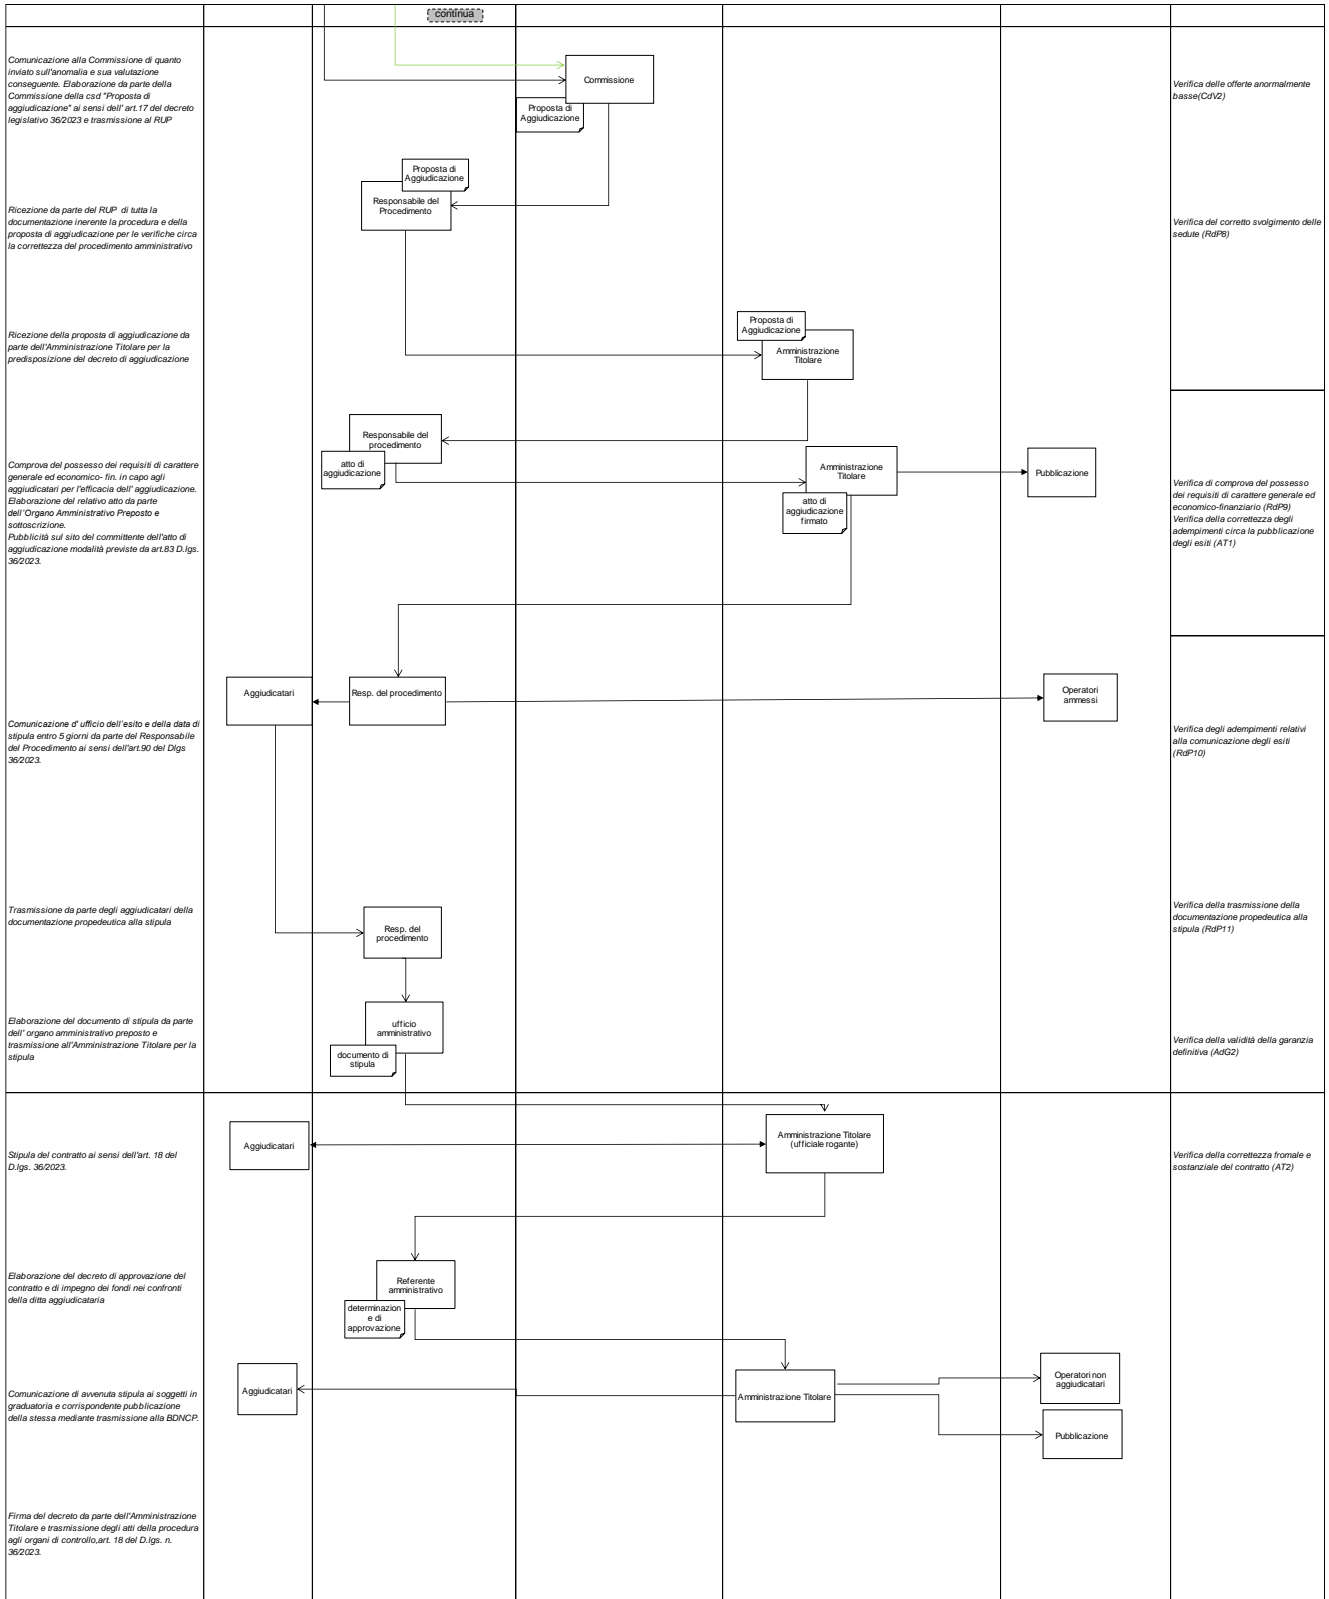 continua
Comunicazione alla Commissione di quanto
inviato sull'anomalia e sua valutazione
conseguente. Elaborazione da parte della
Commissione della csd "Proposta di
aggiudicazione" ai sensi dell' art.17 del decreto
legislativo 36/2023 e trasmissione al RUP
Commissione
Proposta di
Aggiudicazione
Verifica delle offerte anormalmente
basse(CdV2)
Proposta di
Aggiudicazione
Responsabile del
Procedimento
Ricezione da parte del RUP di tutta la
documentazione inerente la procedura e della
proposta di aggiudicazione per le verifiche circa
la correttezza del procedimento amministrativo
Verifica del corretto svolgimento delle
sedute (RdP8)
Ricezione della proposta di aggiudicazione da
parte dell'Amministrazione Titolare per la
predisposizione del decreto di aggiudicazione
Proposta di
Aggiudicazione
Amministrazione
Titolare
Responsabile del
procedimento
atto di
aggiudicazione
Amministrazione
Titolare
atto di
aggiudicazione
firmato
Pubblicazione
Comprova del possesso dei requisiti di carattere
generale ed economico- fin. in capo agli
aggiudicatari per l'efficacia dell' aggiudicazione.
Elaborazione del relativo atto da parte
dell'Organo Amministrativo Preposto e
sottoscrizione.
Pubblicità sul sito del committente dell'atto di
aggiudicazione modalità previste da art.83 D.lgs.
36/2023.
Verifica di comprova del possesso
dei requisiti di carattere generale ed
economico-finanziario (RdP9)
Verifica della correttezza degli
adempimenti circa la pubblicazione
degli esiti (AT1)
Aggiudicatari
Resp. del procedimento
Operatori
ammessi
Comunicazione d' ufficio dell'esito e della data di
stipula entro 5 giorni da parte del Responsabile
del Procedimento ai sensi dell'art.90 del Dlgs
36/2023.
Verifica degli adempimenti relativi
alla comunicazione degli esiti
(RdP10)
Trasmissione da parte degli aggiudicatari della
documentazione propedeutica alla stipula
Resp. del
procedimento
Verifica della trasmissione della
documentazione propedeutica alla
stipula (RdP11)
Elaborazione del documento di stipula da parte
dell' organo amministrativo preposto e
trasmissione all'Amministrazione Titolare per la
stipula
ufficio
amministrativo
documento di
stipula
Verifica della validità della garanzia
definitiva (AdG2)
Stipula del contratto ai sensi dell'art. 18 del
D.lgs. 36/2023.
Aggiudicatari
Amministrazione Titolare
(ufficiale rogante)
Verifica della correttezza fromale e
sostanziale del contratto (AT2)
Elaborazione del decreto di approvazione del
contratto e di impegno dei fondi nei confronti
della ditta aggiudicataria
Referente
amministrativo
determinazion
e di
approvazione
Comunicazione di avvenuta stipula ai soggetti in
graduatoria e corrispondente pubblicazione
della stessa mediante trasmissione alla BDNCP.
Aggiudicatari
Amministrazione Titolare
Operatori non
aggiudicatari
Pubblicazione
Firma del decreto da parte dell'Amministrazione
Titolare e trasmissione degli atti della procedura
agli organi di controllo,art. 18 del D.lgs. n.
36/2023.